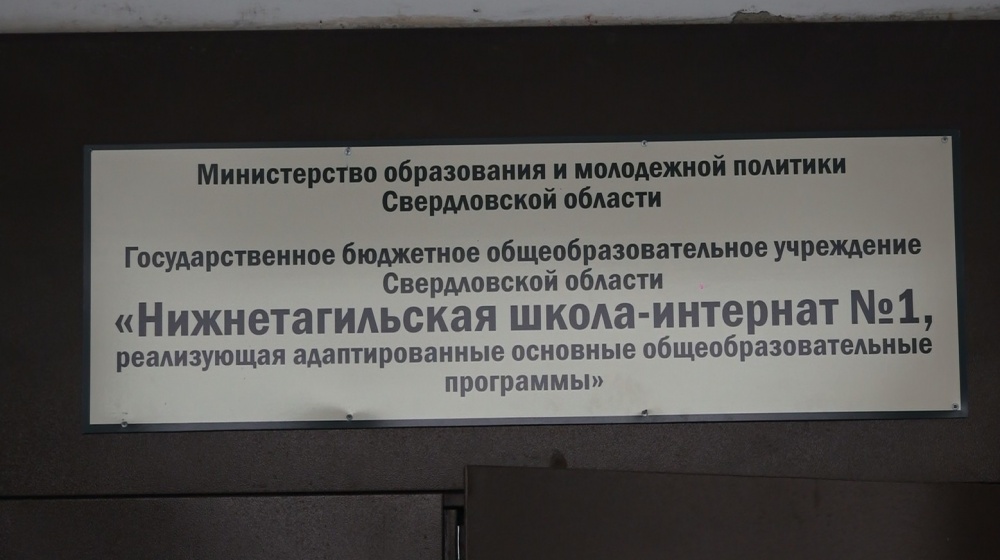 Министерство образования и молодежной политики
Свердловской области
Государственное бюджетное общеобразовательное учреждение
Свердловской области
«Нижнетагильская школа-интернат №1,
реализующая адаптированные основные общеобразовательные
программы»